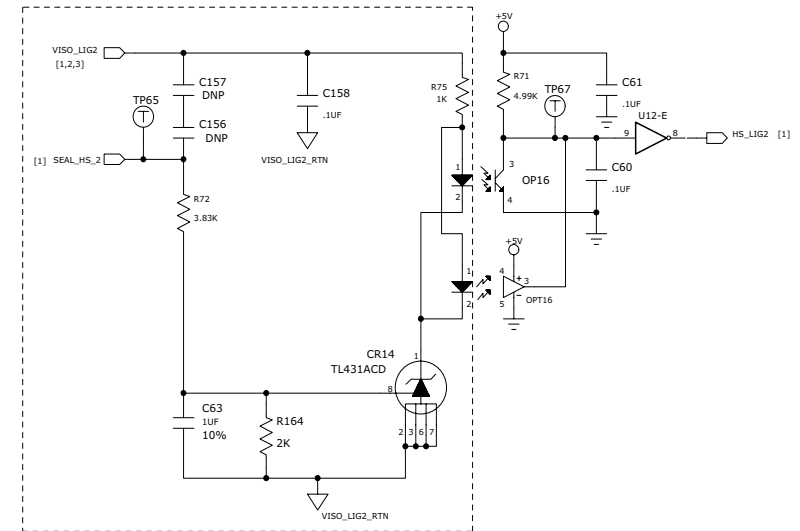 +5V
VISO_LIG2
[1,2,3]
C157
DNP
TP65
T
C156
DNP
C158
.1UF
VISO_LIG2_RTN
[1] SEAL_HS_2
R72
3.83K
R75
1K
1
2
1
2
R71
4.99K
TP67
T
C61
.1UF
U12-E
9
8
HS_LIG2 [1]
3
OP16
4
C60
.1UF
+5V
4
+
3
5
-
OPT16
CR14
TL431ACD
1
8
2 3 6 7
C63
1UF
10%
R164
2K
VISO_LIG2_RTN